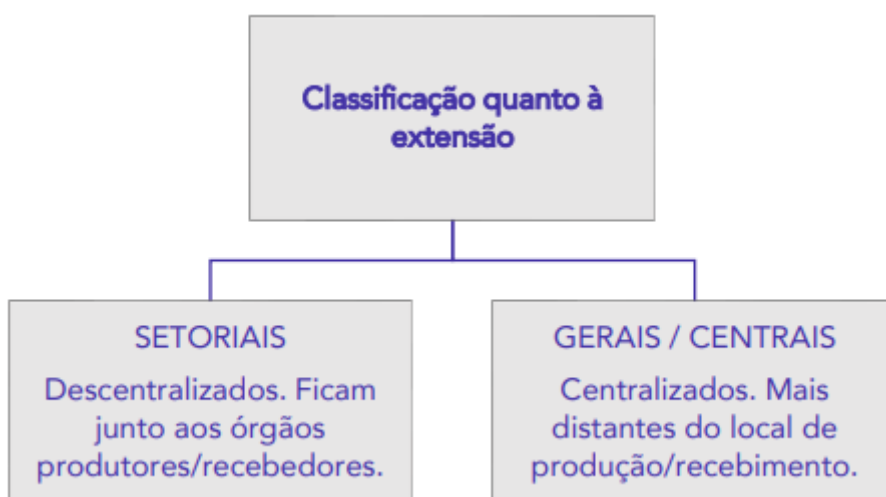 Classificação quanto à
extensão
SETORIAIS
Descentralizados. Ficam
junto aos órgãos
produtores/recebedores.
GERAIS / CENTRAIS
Centralizados. Mais
distantes do local de
produção/recebimento.